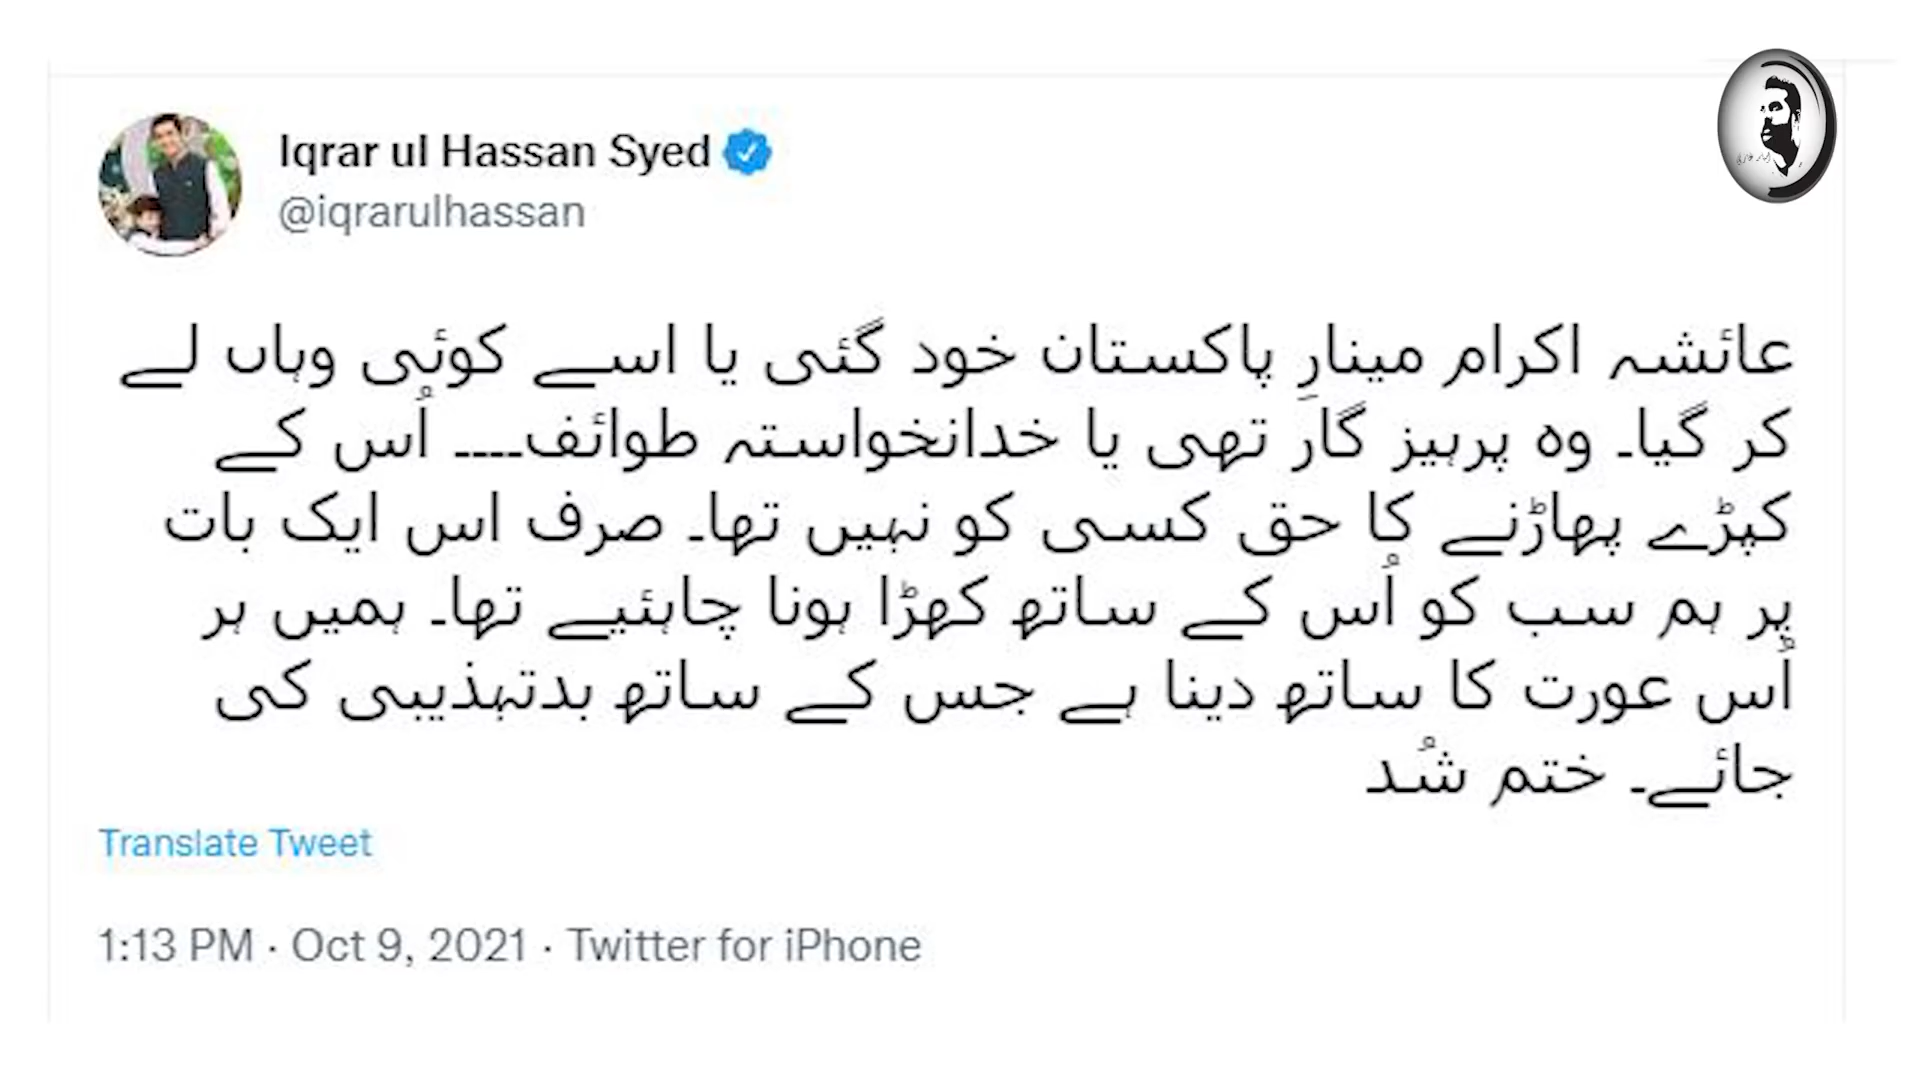 Iqrar ul Hassan Syed
@iqrarulhassan
عائشہ اکرام مینارِ پاکستان خود گئی یا اسے کوئی وہاں لے
کر گیا۔ وہ پرہیز گار تھی یا خدانخواستہ طوائف۔۔۔۔ اُس کے
کپڑے پھاڑنے کا حق کسی کو نہیں تھا۔ صرف اس ایک بات
پر ہم سب کو اُس کے ساتھ کھڑا ہونا چاہئیے تھا۔ ہمیں ہر
اُس عورت کا ساتھ دینا ہے جس کے ساتھ بدتہذیبی کی
جائے۔ ختم شُد
Translate Tweet
1:13 PM · Oct 9, 2021 · Twitter for iPhone